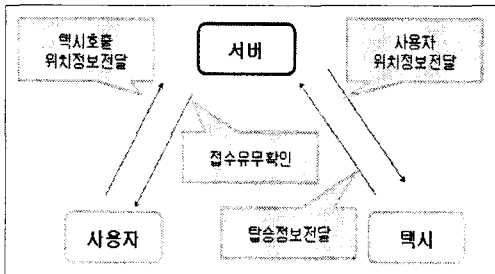 택시호출
위치정보전달
서버
사용자
위치정보전달
접수유무확인
사용자
탑승정보전달
택시